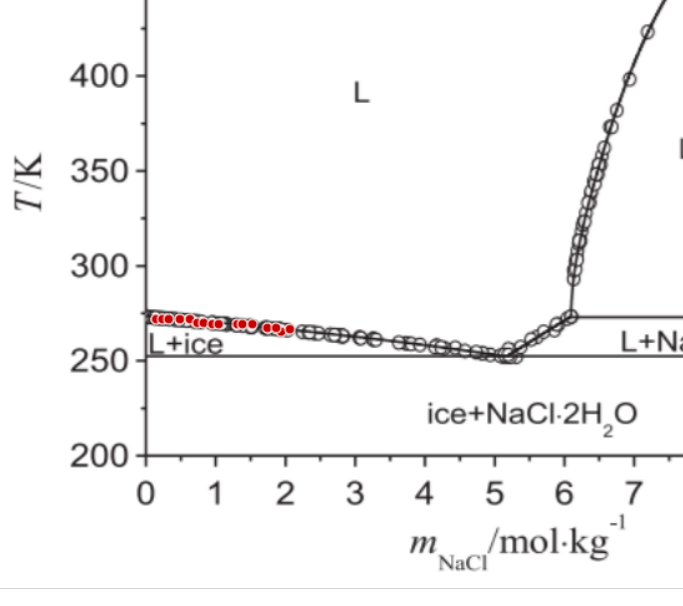 400
L
350
T/K
300
250
L+ice
L+Na
ice+NaCl·2H₂O
200
0 1 2 3 4 5 6 7
m_NaCl/mol·kg⁻¹